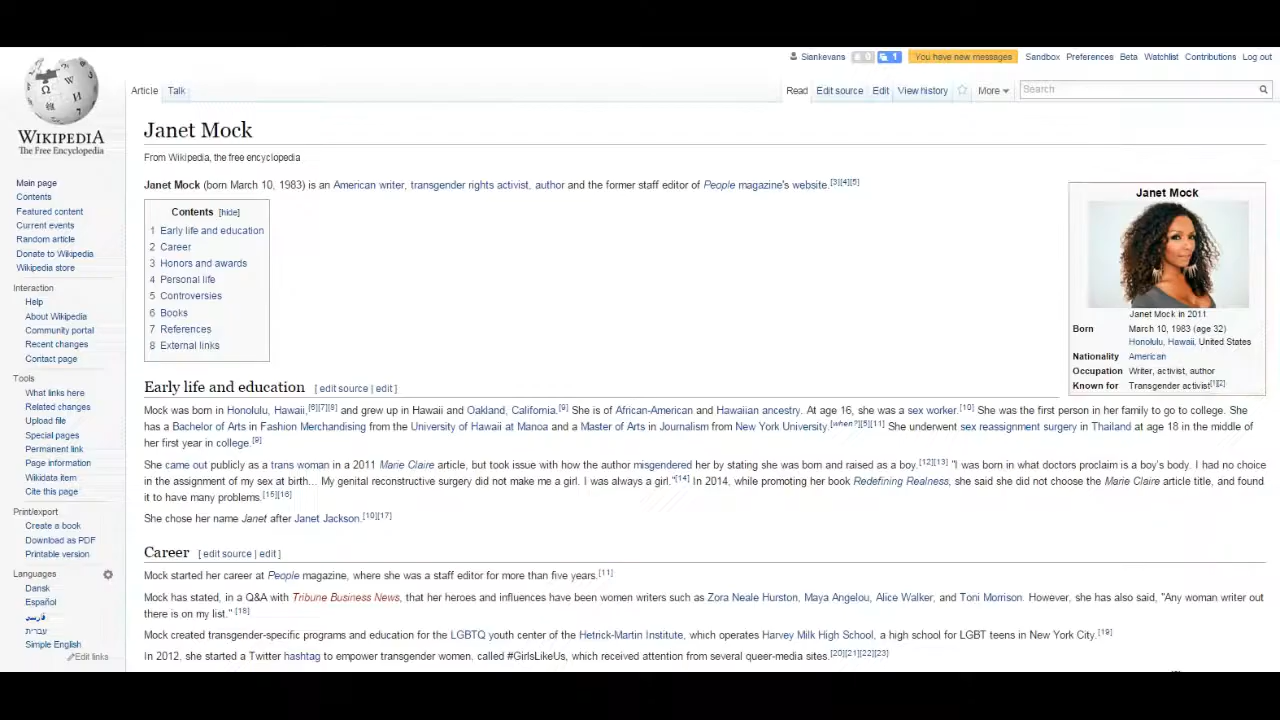 Siankevans 0 1 You have new messages Sandbox Preferences Beta Watchlist Contributions Log out
Article Talk Read Edit source Edit View history More Search
WIKIPEDIA
The Free Encyclopedia
Main page
Contents
Featured content
Current events
Random article
Donate to Wikipedia
Wikipedia store
Interaction
Help
About Wikipedia
Community portal
Recent changes
Contact page
Tools
What links here
Related changes
Upload file
Special pages
Permanent link
Page information
Wikidata item
Cite this page
Print/export
Create a book
Download as PDF
Printable version
Languages
Dansk
Español
فارسی
עברית
Simple English
Edit links
Janet Mock
From Wikipedia, the free encyclopedia
Janet Mock (born March 10, 1983) is an American writer, transgender rights activist, author and the former staff editor of People magazine's website.[3][4][5]
Contents [hide]
1 Early life and education
2 Career
3 Honors and awards
4 Personal life
5 Controversies
6 Books
7 References
8 External links
Janet Mock
Janet Mock in 2011
Born March 10, 1983 (age 32)
Honolulu, Hawaii, United States
Nationality American
Occupation Writer, activist, author
Known for Transgender activist[1][2]
Early life and education [ edit source | edit ]
Mock was born in Honolulu, Hawaii,[6][7][8] and grew up in Hawaii and Oakland, California.[9] She is of African-American and Hawaiian ancestry. At age 16, she was a sex worker.[10] She was the first person in her family to go to college. She
has a Bachelor of Arts in Fashion Merchandising from the University of Hawaii at Manoa and a Master of Arts in Journalism from New York University.[when?][5][11] She underwent sex reassignment surgery in Thailand at age 18 in the middle of
her first year in college.[9]
She came out publicly as a trans woman in a 2011 Marie Claire article, but took issue with how the author misgendered her by stating she was born and raised as a boy.[12][13] "I was born in what doctors proclaim is a boy's body. I had no choice
in the assignment of my sex at birth... My genital reconstructive surgery did not make me a girl. I was always a girl."[14] In 2014, while promoting her book Redefining Realness, she said she did not choose the Marie Claire article title, and found
it to have many problems.[15][16]
She chose her name Janet after Janet Jackson.[10][17]
Career [ edit source | edit ]
Mock started her career at People magazine, where she was a staff editor for more than five years.[11]
Mock has stated, in a Q&A with Tribune Business News, that her heroes and influences have been women writers such as Zora Neale Hurston, Maya Angelou, Alice Walker, and Toni Morrison. However, she has also said, "Any woman writer out
there is on my list." [18]
Mock created transgender-specific programs and education for the LGBTQ youth center of the Hetrick-Martin Institute, which operates Harvey Milk High School, a high school for LGBT teens in New York City.[19]
In 2012, she started a Twitter hashtag to empower transgender women, called #GirlsLikeUs, which received attention from several queer-media sites.[20][21][22][23]